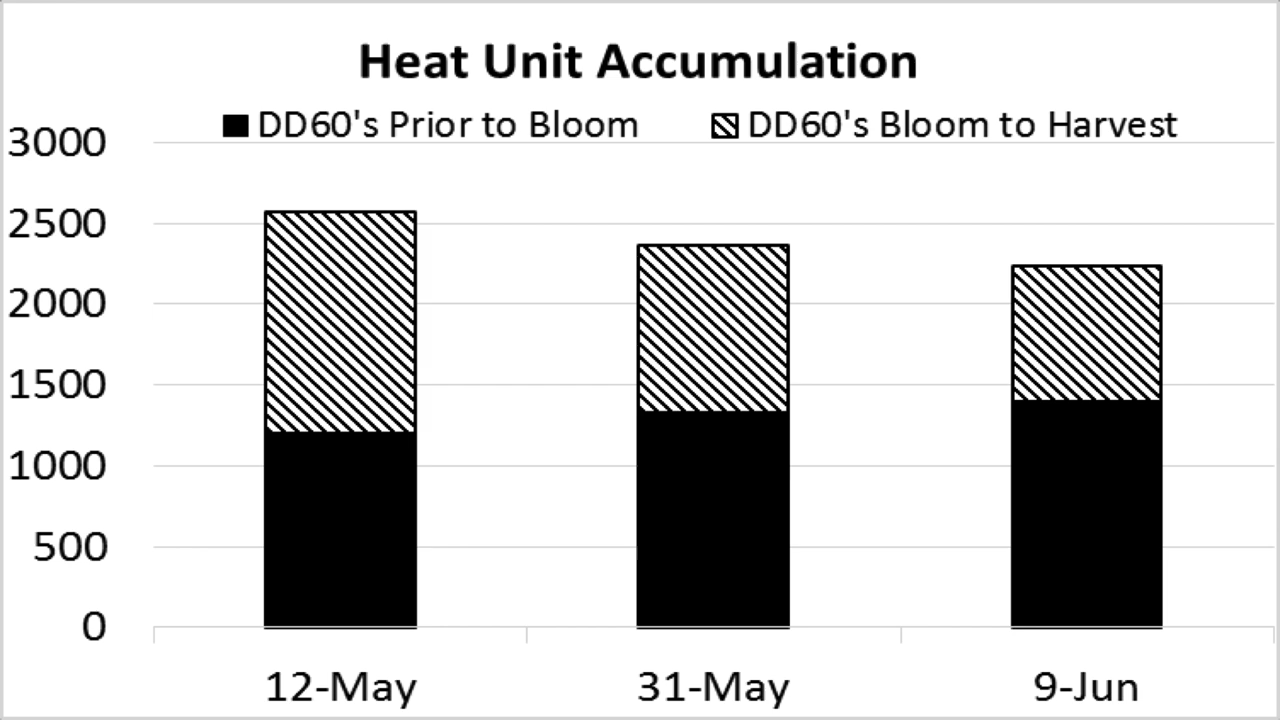 Heat Unit Accumulation
DD60's Prior to Bloom DD60's Bloom to Harvest
3000
2500
2000
1500
1000
500
0
12-May 31-May 9-Jun